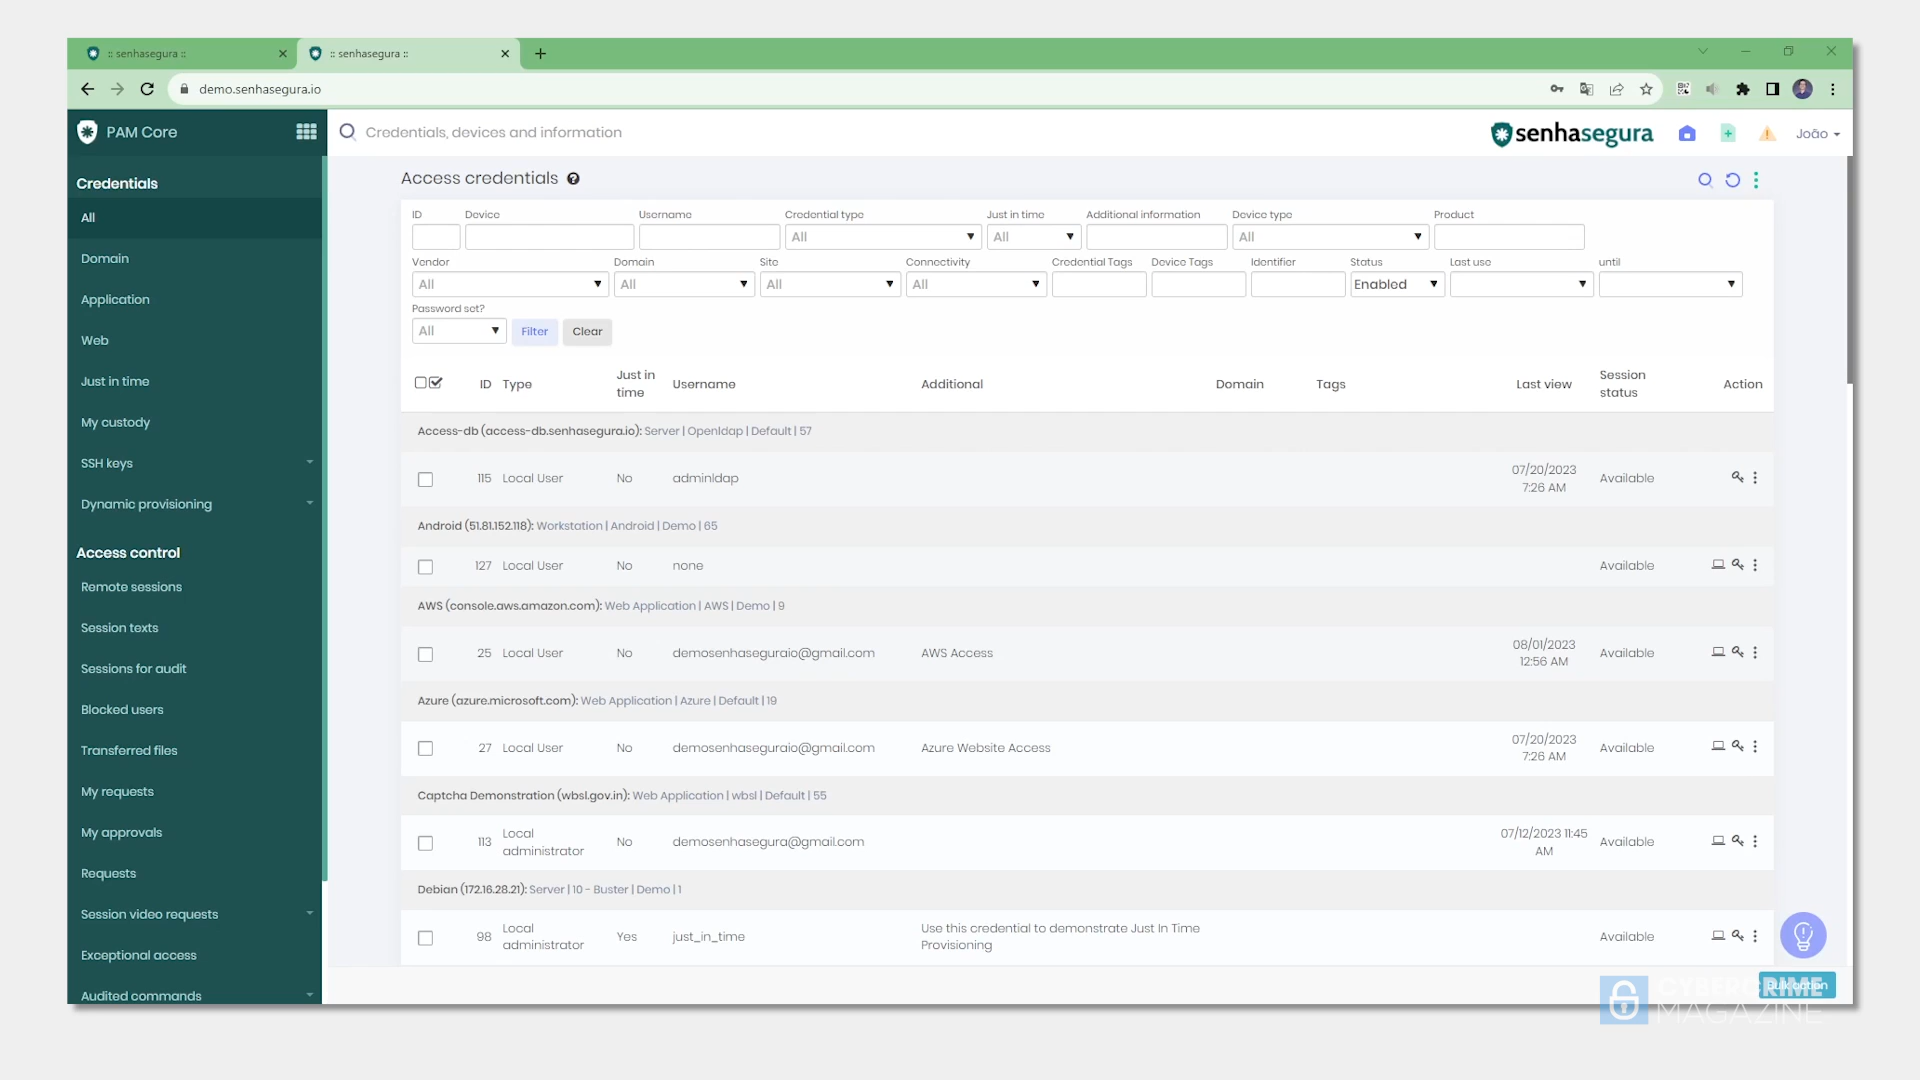 :: senhasegura ::
:: senhasegura ::
demo.senhasegura.io
PAM Core
Credentials, devices and information
senhasegura
João
Credentials
All
Domain
Application
Web
Just in time
My custody
SSH keys
Dynamic provisioning
Access control
Remote sessions
Session texts
Sessions for audit
Blocked users
Transferred files
My requests
My approvals
Requests
Session video requests
Exceptional access
Audited commands
Access credentials
ID Device Username Credential type Just in time Additional information Device type Product
All All All
Vendor Domain Site Connectivity Credential Tags Device Tags Identifier Status Last use until
All All All All Enabled
Password set?
All Filter Clear
ID Type Just in time Username Additional Domain Tags Last view Session status Action
Access-db (access-db.senhasegura.io): Server | Openldap | Default | 57
115 Local User No adminldap 07/20/2023 7:26 AM Available
Android (51.81.152.118): Workstation | Android | Demo | 65
127 Local User No none Available
AWS (console.aws.amazon.com): Web Application | AWS | Demo | 9
25 Local User No demosenhaseguraio@gmail.com AWS Access 08/01/2023 12:56 AM Available
Azure (azure.microsoft.com): Web Application | Azure | Default | 19
27 Local User No demosenhaseguraio@gmail.com Azure Website Access 07/20/2023 7:26 AM Available
Captcha Demonstration (wbsl.gov.in): Web Application | wbsl | Default | 55
113 Local administrator No demosenhasegura@gmail.com 07/12/2023 11:45 AM Available
Debian (172.16.28.21): Server | 10 - Buster | Demo | 1
98 Local administrator Yes just_in_time Use this credential to demonstrate Just In Time Provisioning Available
Bulk action
CYBERCRIME
MAGAZINE